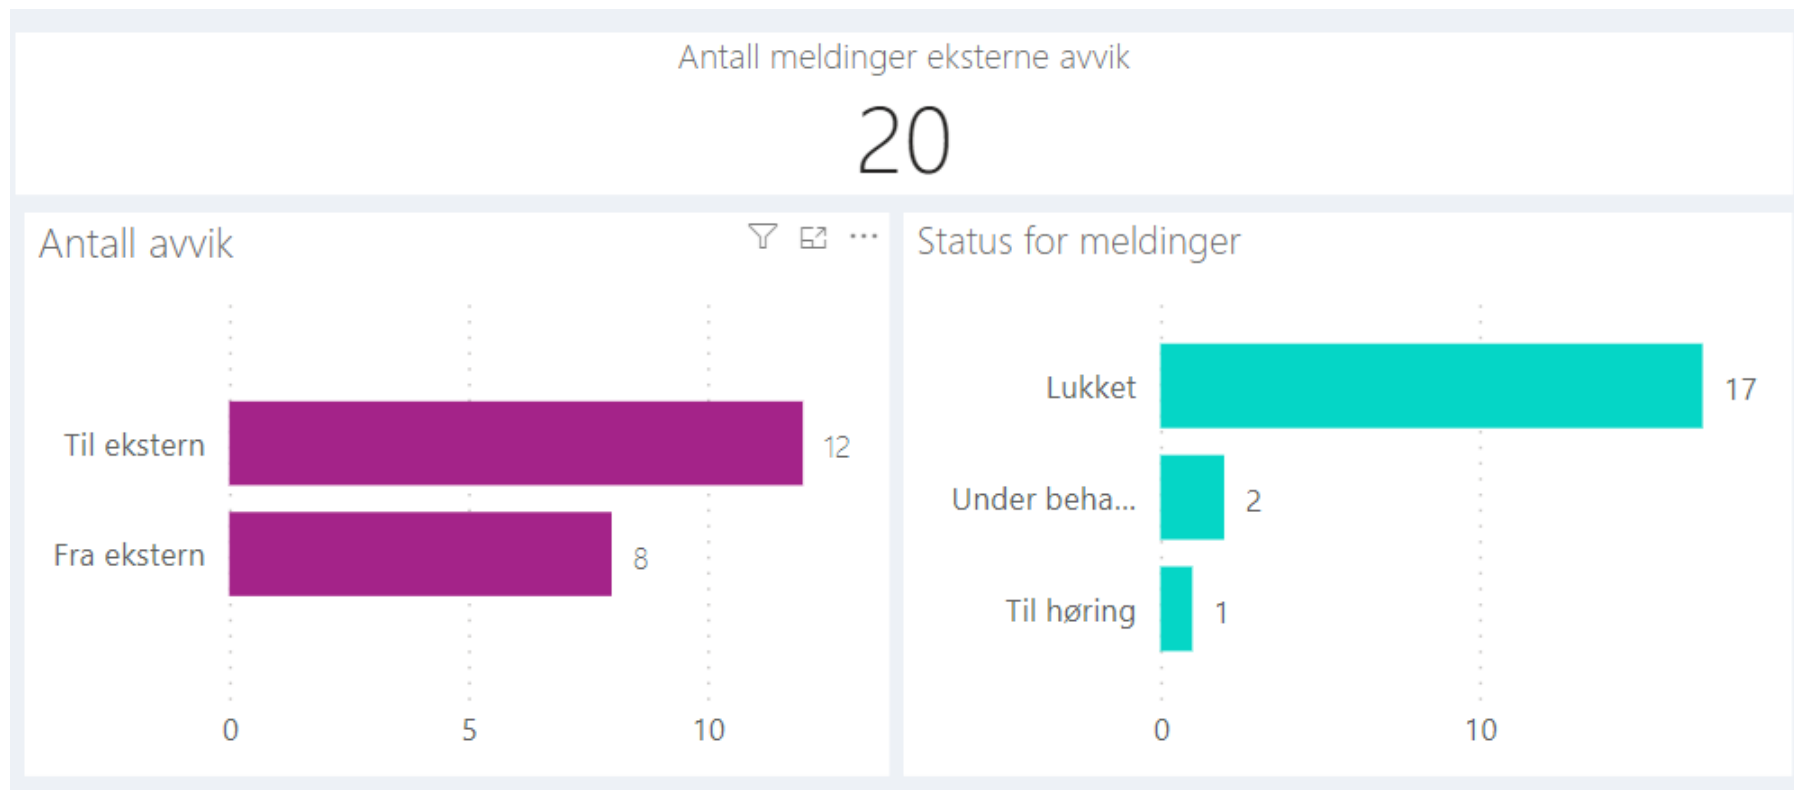 Antall meldinger eksterne avvik
20
Antall avvik
Til ekstern 12
Fra ekstern 8
0 5 10
Status for meldinger
Lukket 17
Under beha... 2
Til høring 1
0 10